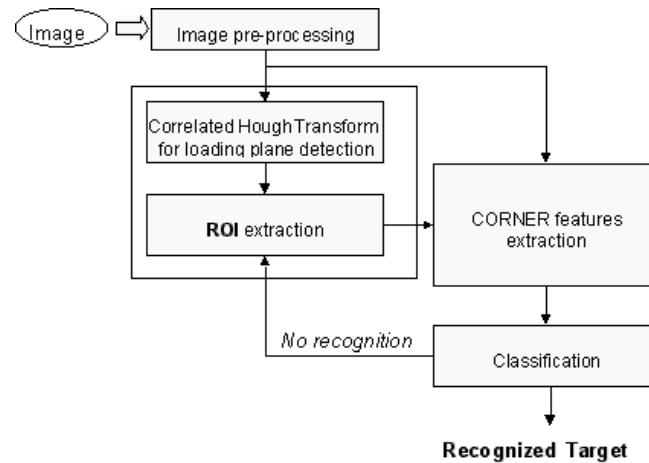 Image
Image pre-processing
Correlated Hough Transform
for loading plane detection
ROI extraction
CORNER features
extraction
No recognition
Classification
Recognized Target